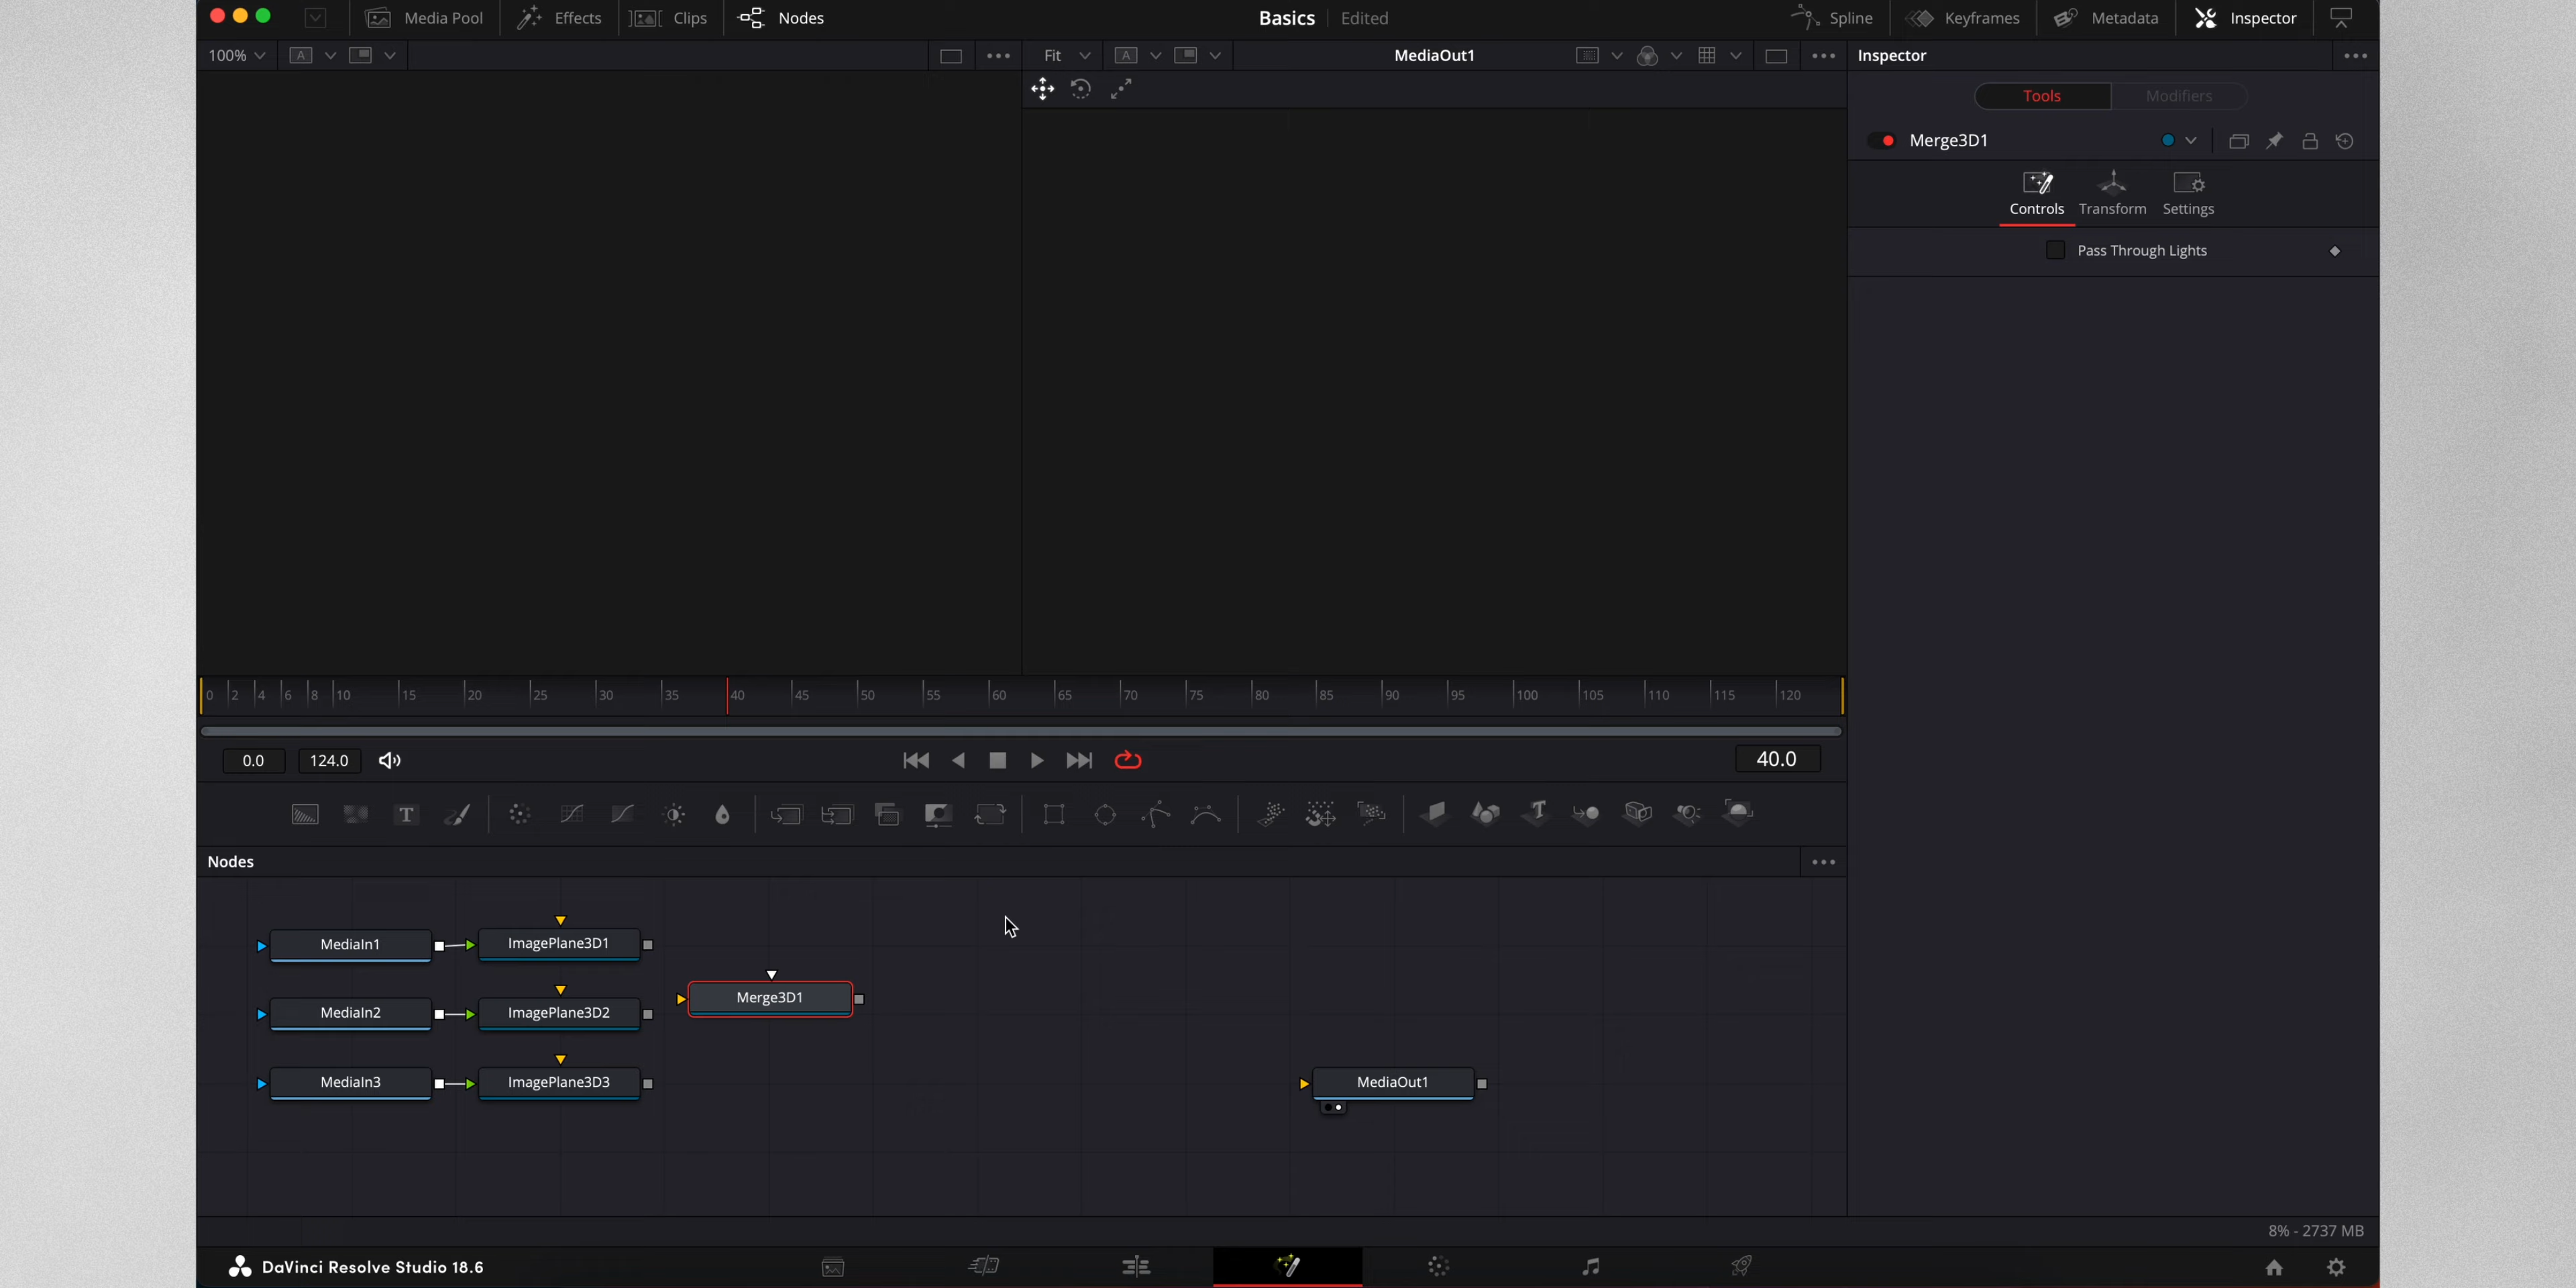 Media Pool
Effects
Clips
Nodes
Basics
Edited
Spline
Keyframes
Metadata
Inspector
100%
A
Fit
A
MediaOut1
Inspector
Tools
Modifiers
Merge3D1
Controls
Transform
Settings
Pass Through Lights
0 2 4 6 8 10 15 20 25 30 35 40 45 50 55 60 65 70 75 80 85 90 95 100 105 110 115 120
0.0
124.0
40.0
T
T
Nodes
MediaIn1
ImagePlane3D1
Merge3D1
MediaIn2
ImagePlane3D2
MediaIn3
ImagePlane3D3
MediaOut1
8% - 2737 MB
DaVinci Resolve Studio 18.6